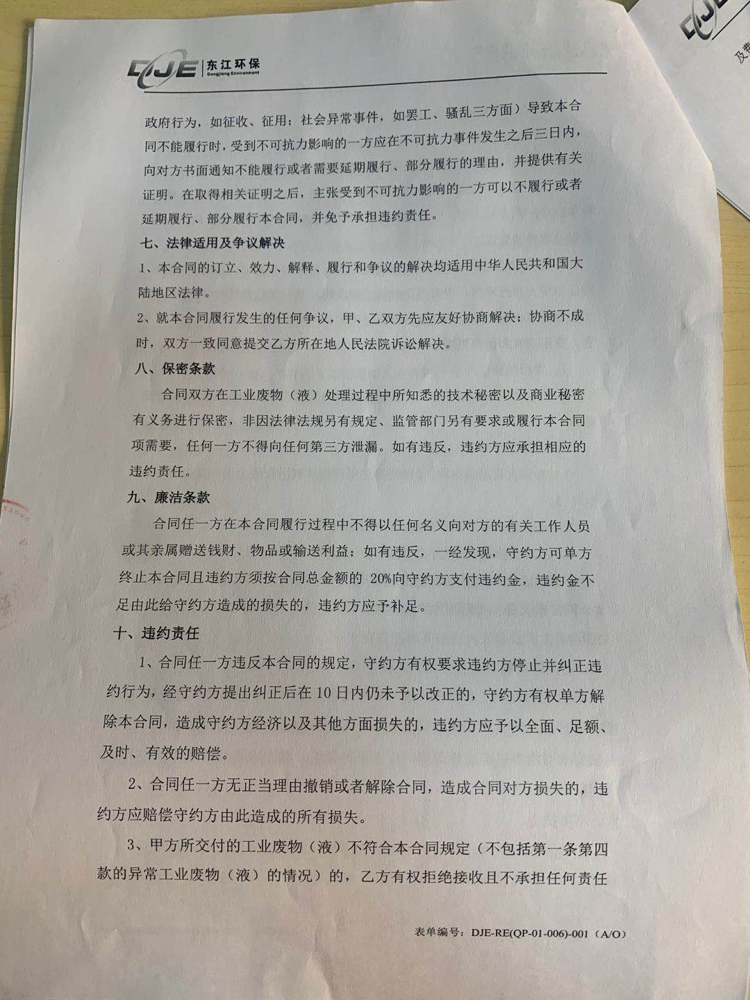 DJE 东江环保
Dongjiang Environment
DJE
及费
政府行为，如征收、征用；社会异常事件，如罢工、骚乱三方面）导致本合
同不能履行时，受到不可抗力影响的一方应在不可抗力事件发生之后三日内，
向对方书面通知不能履行或者需要延期履行、部分履行的理由，并提供有关
证明。在取得相关证明之后，主张受到不可抗力影响的一方可以不履行或者
延期履行、部分履行本合同，并免予承担违约责任。
七、法律适用及争议解决
1、本合同的订立、效力、解释、履行和争议的解决均适用中华人民共和国大
陆地区法律。
2、就本合同履行发生的任何争议，甲、乙双方先应友好协商解决；协商不成
时，双方一致同意提交乙方所在地人民法院诉讼解决。
八、保密条款
合同双方在工业废物（液）处理过程中所知悉的技术秘密以及商业秘密
有义务进行保密，非因法律法规另有规定、监管部门另有要求或履行本合同
项需要，任何一方不得向任何第三方泄漏。如有违反，违约方应承担相应的
违约责任。
九、廉洁条款
合同任一方在本合同履行过程中不得以任何名义向对方的有关工作人员
或其亲属赠送钱财、物品或输送利益；如有违反，一经发现，守约方可单方
终止本合同且违约方须按合同总金额的 20%向守约方支付违约金，违约金不
足由此给守约方造成的损失的，违约方应予补足。
十、违约责任
1、合同任一方违反本合同的规定，守约方有权要求违约方停止并纠正违
约行为，经守约方提出纠正后在 10 日内仍未予以改正的，守约方有权单方解
除本合同，造成守约方经济以及其他方面损失的，违约方应予以全面、足额、
及时、有效的赔偿。
2、合同任一方无正当理由撤销或者解除合同，造成合同对方损失的，违
约方应赔偿守约方由此造成的所有损失。
3、甲方所交付的工业废物（液）不符合本合同规定（不包括第一条第四
款的异常工业废物（液）的情况）的，乙方有权拒绝接收且不承担任何责任
表单编号：DJE-RE(QP-01-006)-001（A/O）